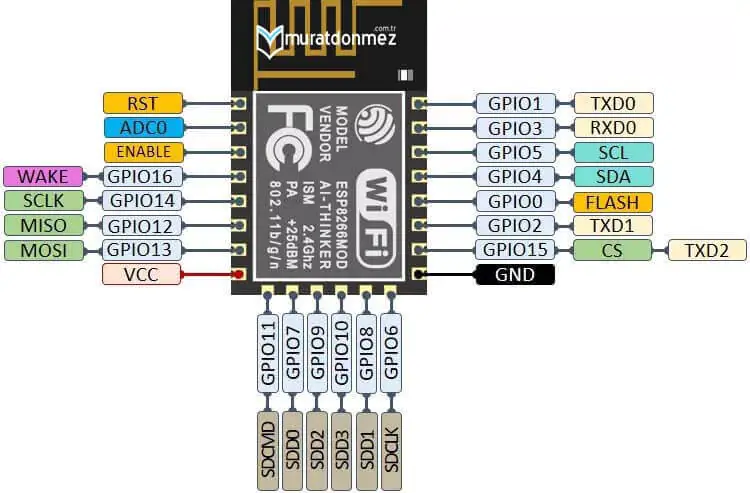 .com.tr
muratdonmez
RST
GPIO1 TXD0
ADC0
GPIO3 RXD0
ENABLE
GPIO5 SCL
WAKE GPIO16
GPIO4 SDA
SCLK GPIO14
GPIO0 FLASH
MISO GPIO12
GPIO2 TXD1
MOSI GPIO13
GPIO15 CS TXD2
VCC
GND
MODEL ESP8266MOD
VENDOR AI-THINKER
ISM 2.4Ghz
PA +25dBM
802.11b/g/n
FC
WiFi
GPIO11
GPIO7
GPIO9
GPIO10
GPIO8
GPIO6
SDCMD
SDD0
SDD2
SDD3
SDD1
SDCLK